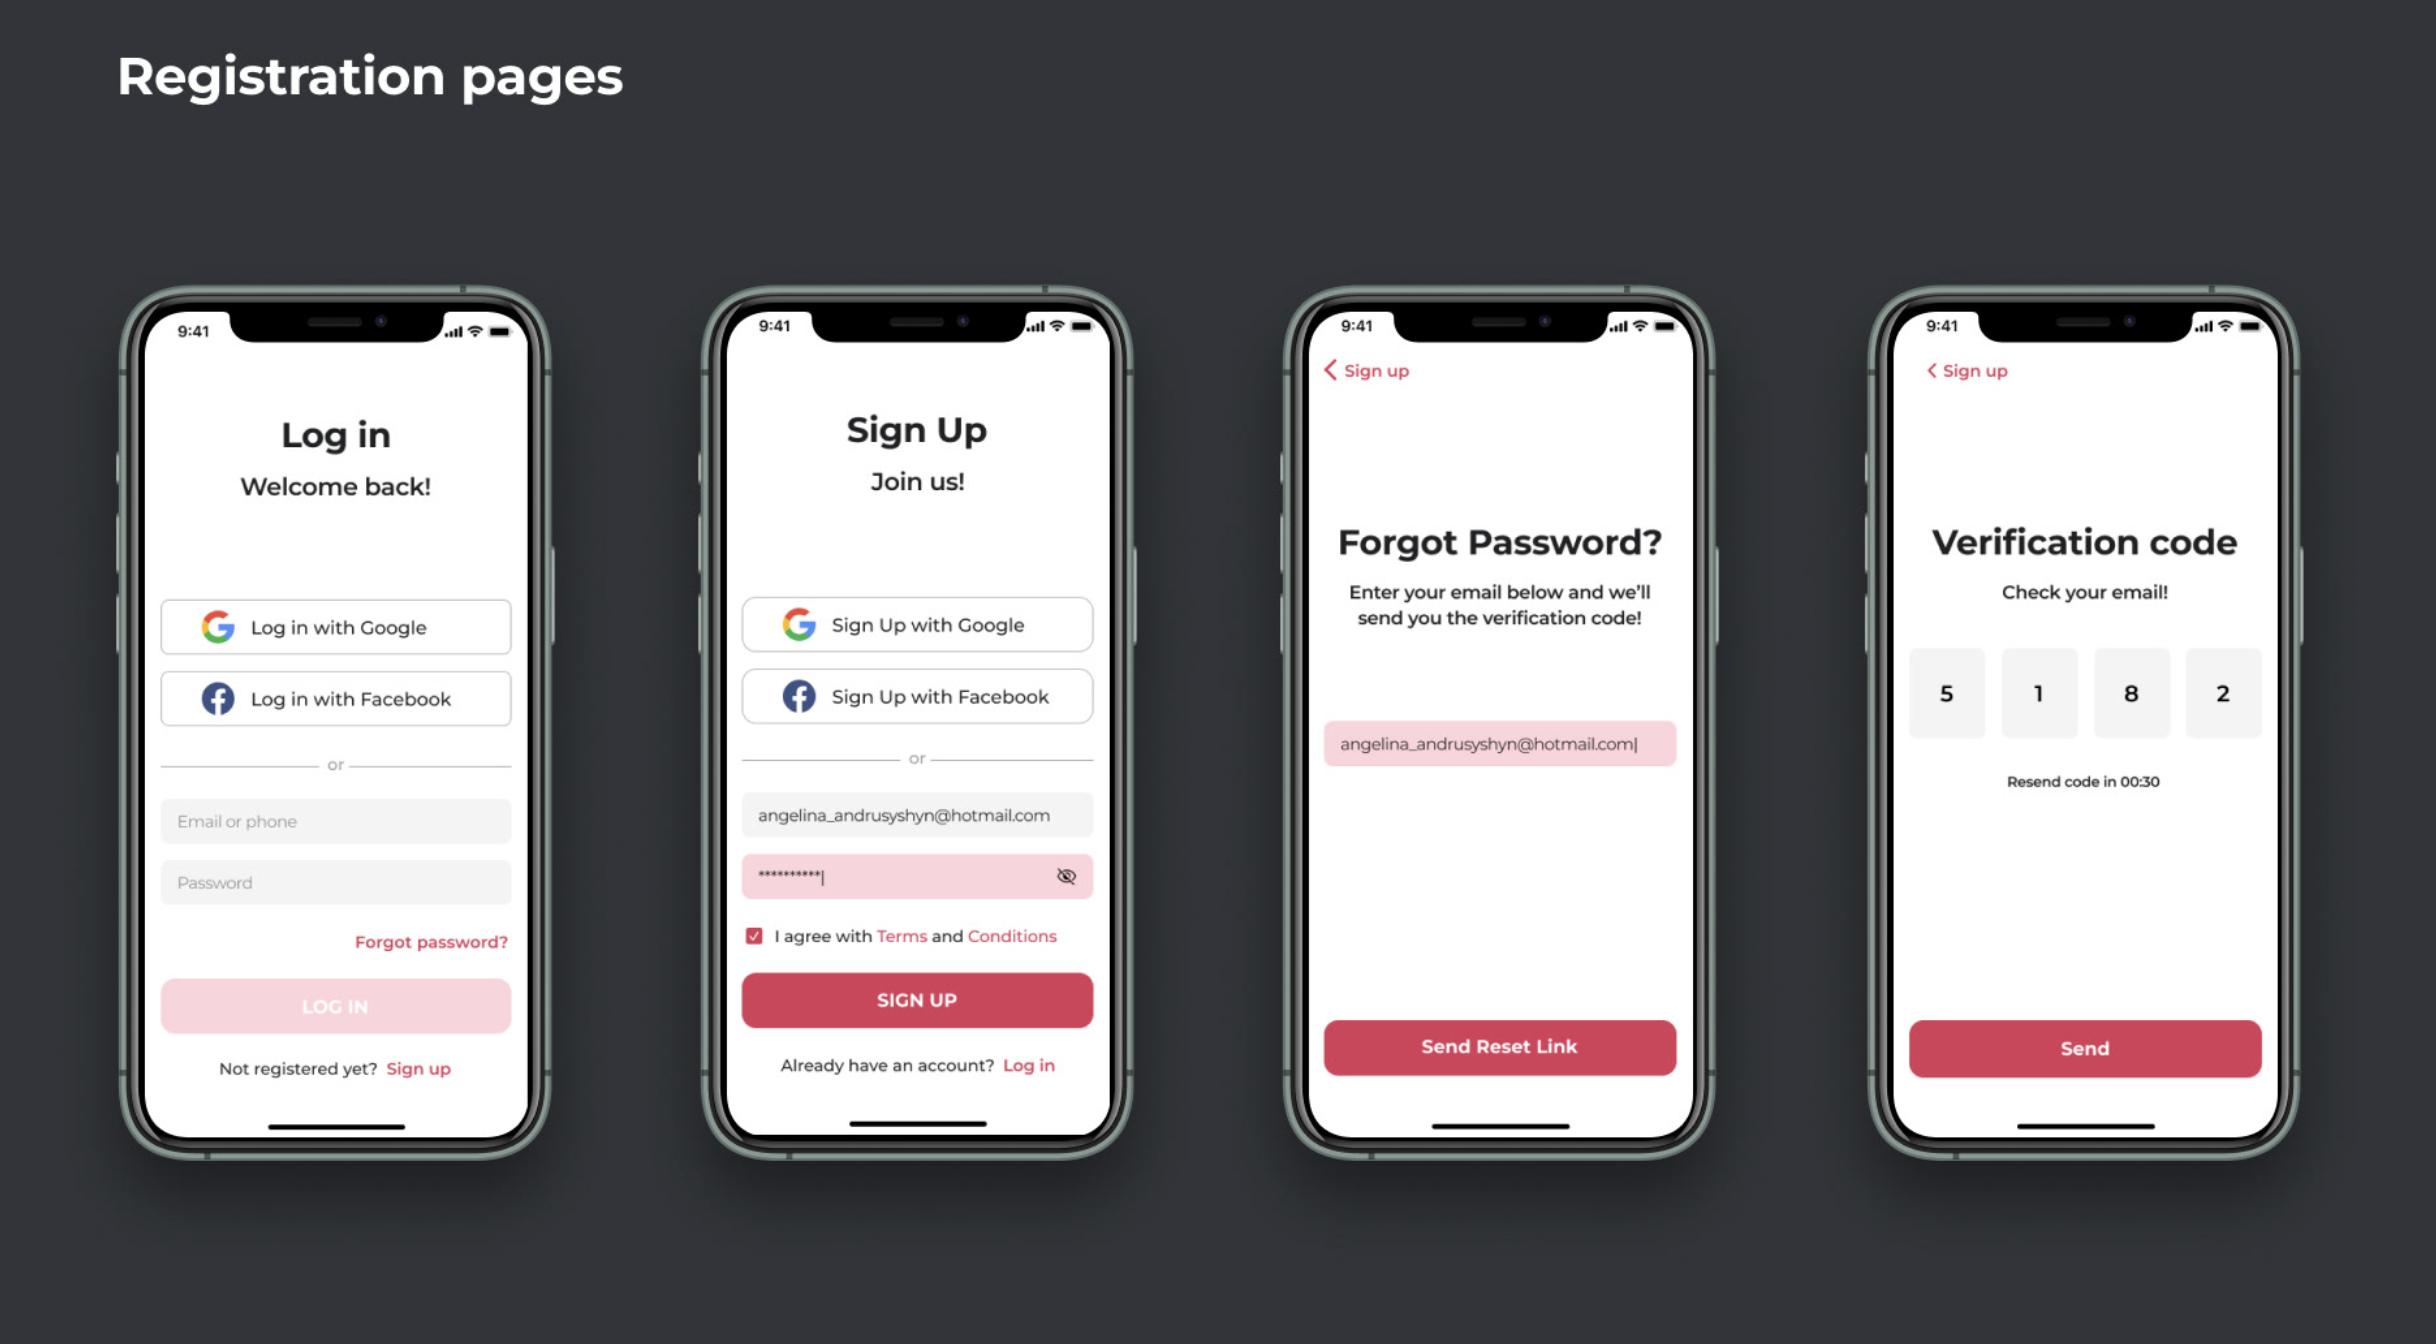 Registration pages
9:41
Log in
Welcome back!
Log in with Google
Log in with Facebook
or
Email or phone
Password
Forgot password?
LOG IN
Not registered yet? Sign up
9:41
Sign Up
Join us!
Sign Up with Google
Sign Up with Facebook
or
angelina_andrusyshyn@hotmail.com
**********|
I agree with Terms and Conditions
SIGN UP
Already have an account? Log in
9:41
Sign up
Forgot Password?
Enter your email below and we'll
send you the verification code!
angelina_andrusyshyn@hotmail.com|
Send Reset Link
9:41
Sign up
Verification code
Check your email!
5 1 8 2
Resend code in 00:30
Send